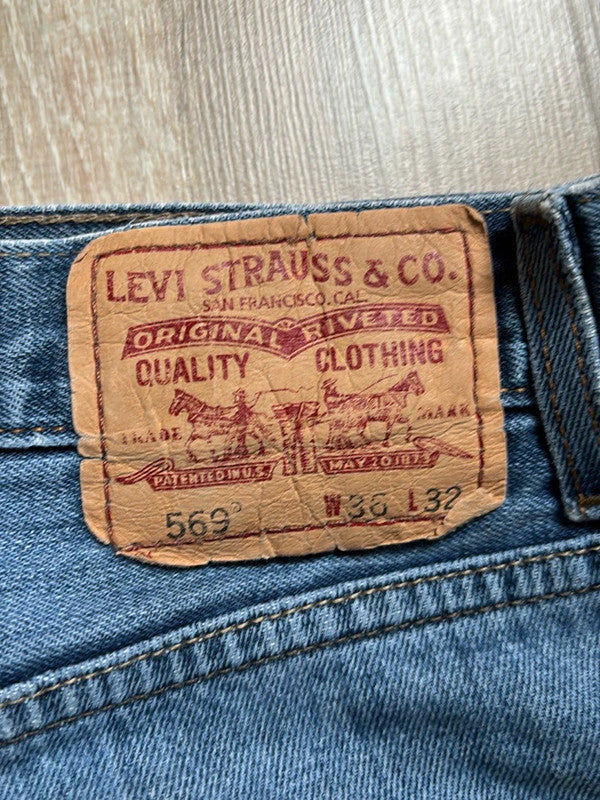 LEVI STRAUSS & CO.
SAN FRANCISCO, CAL.
ORIGINAL RIVETED
QUALITY CLOTHING
TRADE MARK
PATENTED IN U.S. MAY 20 1873
569® W36 L32